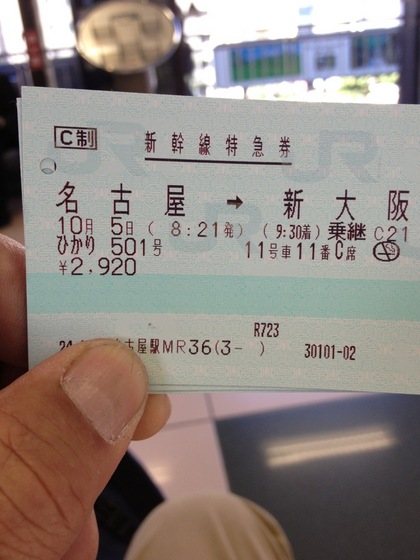 C制 新幹線特急券
名古屋 → 新大阪
10月 5日 ( 8:21発) ( 9:30着) 乗継 C21
ひかり 501号 11号車11番C席
¥2,920
R723
古屋駅MR36(3- ) 30101-02